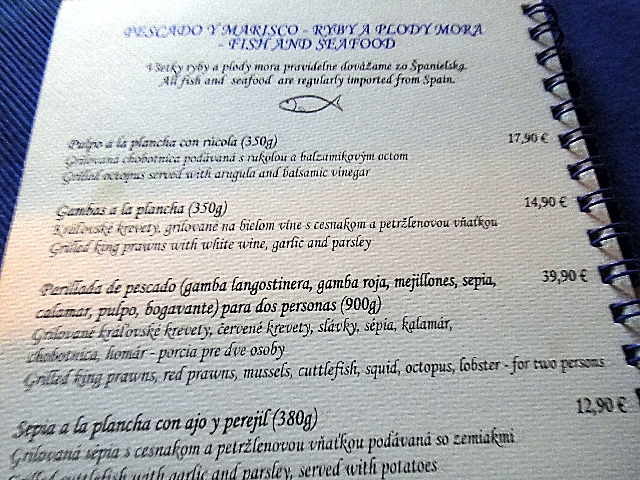 PESCADO Y MARISCO - RYBY A PLODY MORA
- FISH AND SEAFOOD
Všetky ryby a plody mora pravidelne dovážame zo Španielska.
All fish and seafood are regularly imported from Spain.
Pulpo a la plancha con rúcola (350g) 17,90 €
Grilovaná chobotnica podávaná s rukolou a balzamikovým octom
Grilled octopus served with arugula and balsamic vinegar
Gambas a la plancha (350g) 14,90 €
Kráľovské krevety, grilované na bielom víne s cesnakom a petržlenovou vňaťkou
Grilled king prawns with white wine, garlic and parsley
Parillada de pescado (gamba langostinera, gamba roja, mejillones, sepia, 39,90 €
calamar, pulpo, bogavante) para dos personas (900g)
Grilované kráľovské krevety, červené krevety, slávky, sépia, kalamár,
chobotnica, homár - porcia pre dve osoby
Grilled king prawns, red prawns, mussels, cuttlefish, squid, octopus, lobster - for two persons
Sepia a la plancha con ajo y perejil (380g) 12,90 €
Grilovaná sépia s cesnakom a petržlenovou vňaťkou podávaná so zemiakmi
Grilled cuttlefish with garlic and parsley, served with potatoes